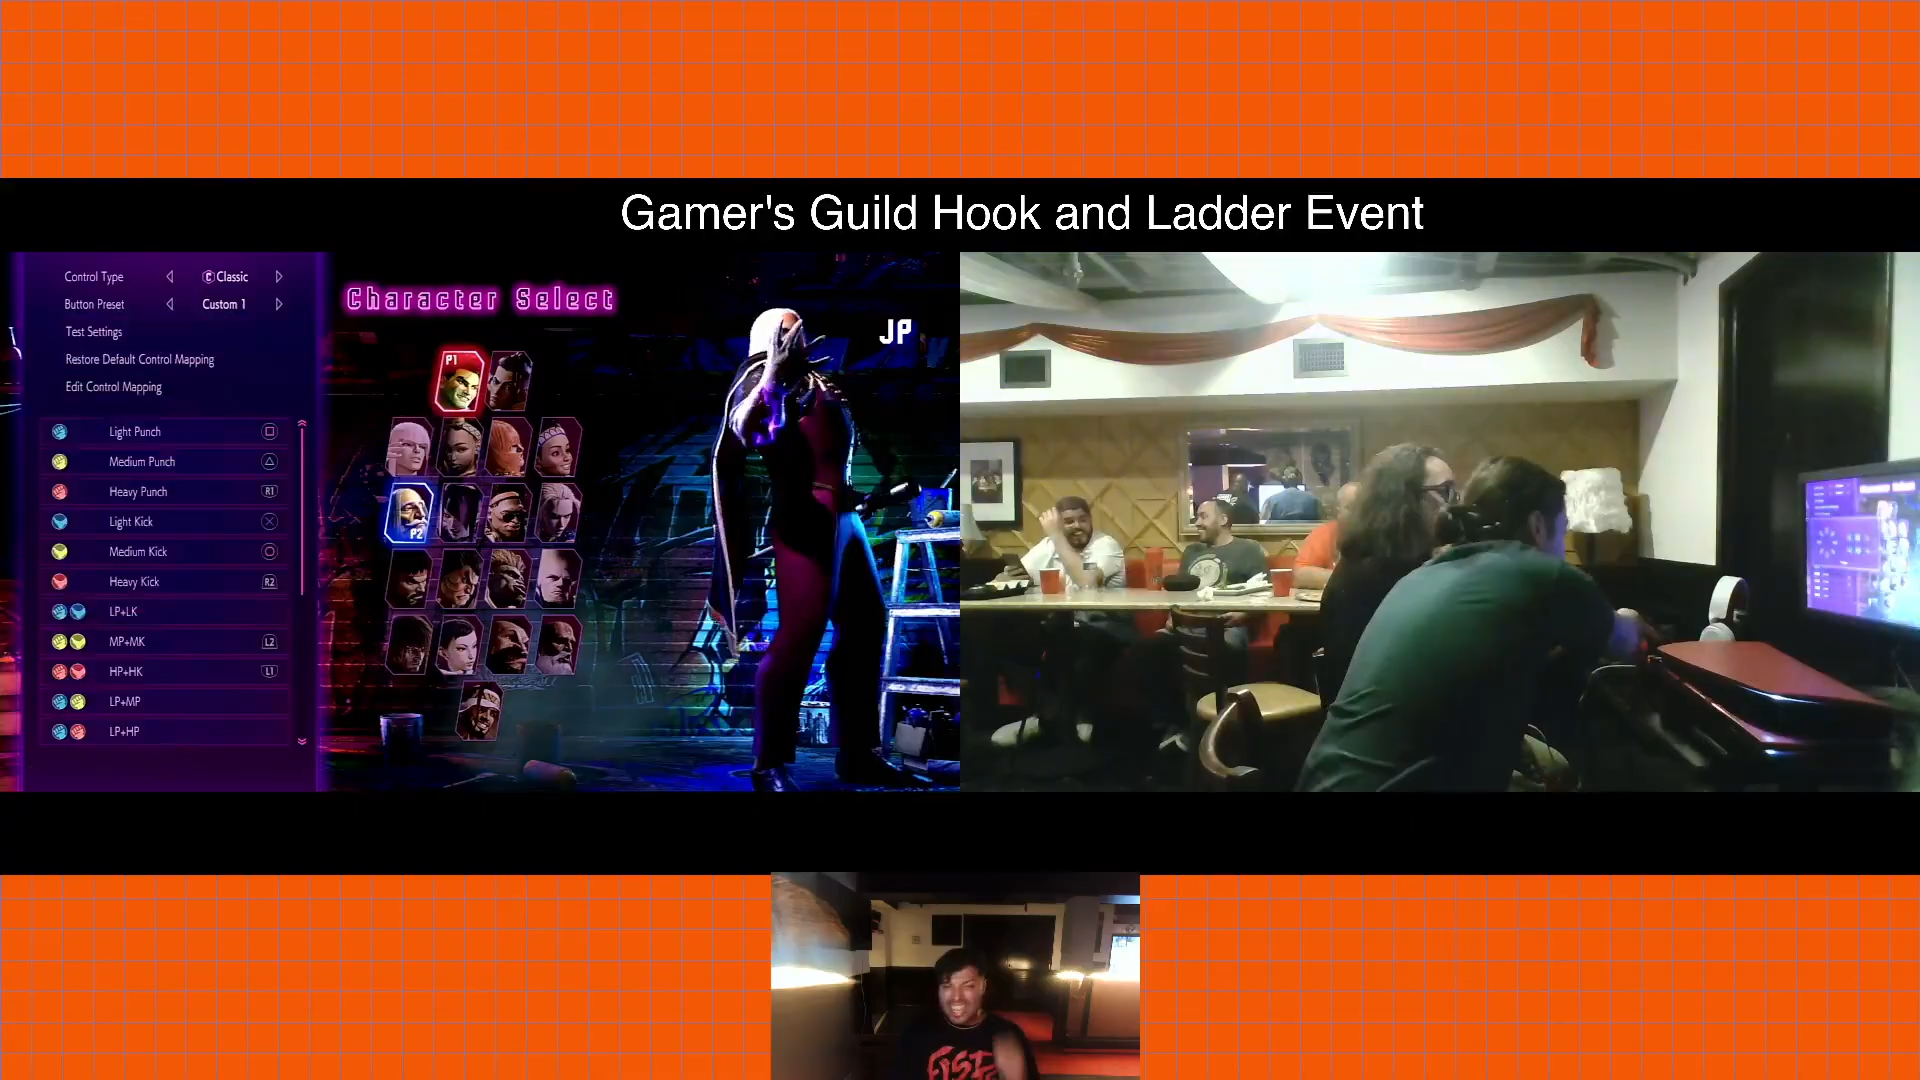 Gamer's Guild Hook and Ladder Event
Control Type
Classic
Button Preset
Custom 1
Test Settings
Restore Default Control Mapping
Edit Control Mapping
Light Punch
Medium Punch
Heavy Punch R1
Light Kick
Medium Kick
Heavy Kick R2
LP+LK
MP+MK L2
HP+HK L1
LP+MP
LP+HP
Character Select
JP
P1
P2
FIST